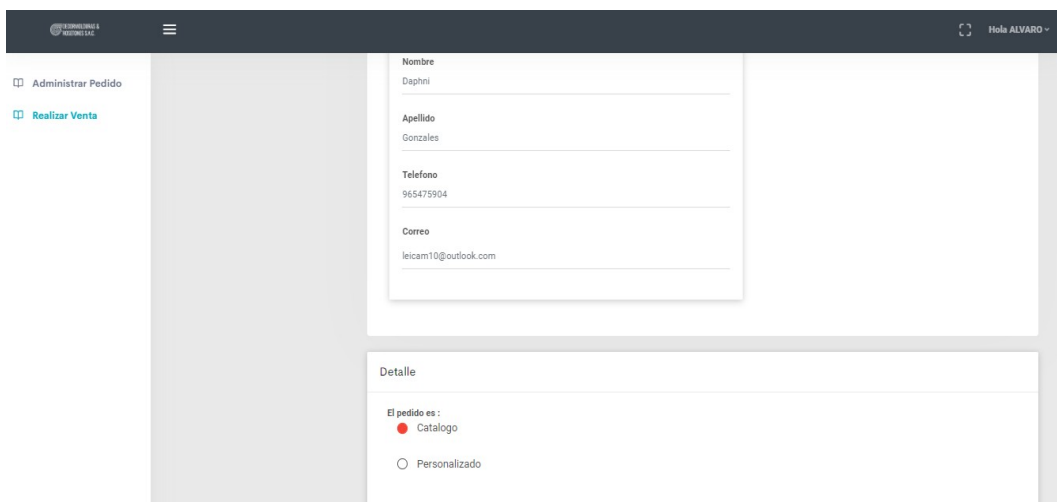 Hola ALVARO
Administrar Pedido
Realizar Venta
Nombre
Daphni
Apellido
Gonzales
Telefono
965475904
Correo
leicam10@outlook.com
Detalle
El pedido es :
Catalogo
Personalizado